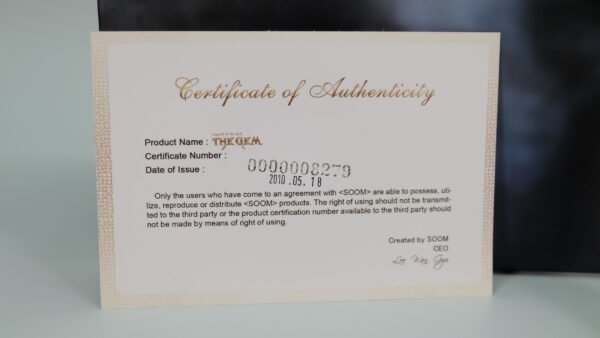 Certificate of Authenticity
Product Name : THE GEM
Certificate Number :
0000008279
Date of Issue :
2010 .05. 18
Only the users who have come to an agreement with <SOOM> are able to possess, uti-
lize, reproduce or distribute <SOOM> products. The right of using should not be transmit-
ted to the third party or the product certification number available to the third party should
not be made by means of right of using.
Created by SOOM
CEO
Lee Wan Gyu